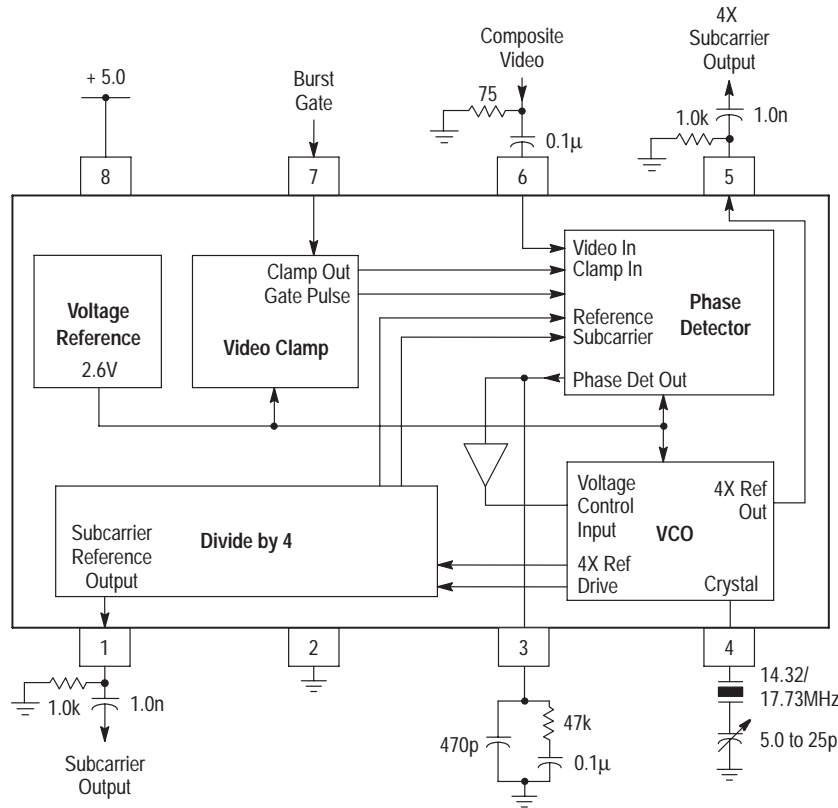 4X
Subcarrier
Output
Composite
Video
Burst
Gate
+ 5.0
75
1.0k
1.0n
0.1µ
8
7
6
5
Video In
Clamp In
Clamp Out
Gate Pulse
Voltage
Reference
2.6V
Video Clamp
Reference
Subcarrier
Phase
Detector
Phase Det Out
Voltage
Control
Input
4X Ref
Out
VCO
Subcarrier
Reference
Output
Divide by 4
4X Ref
Drive
Crystal
1
2
3
4
1.0k
1.0n
Subcarrier
Output
470p
47k
0.1µ
14.32/
17.73MHz
5.0 to 25p